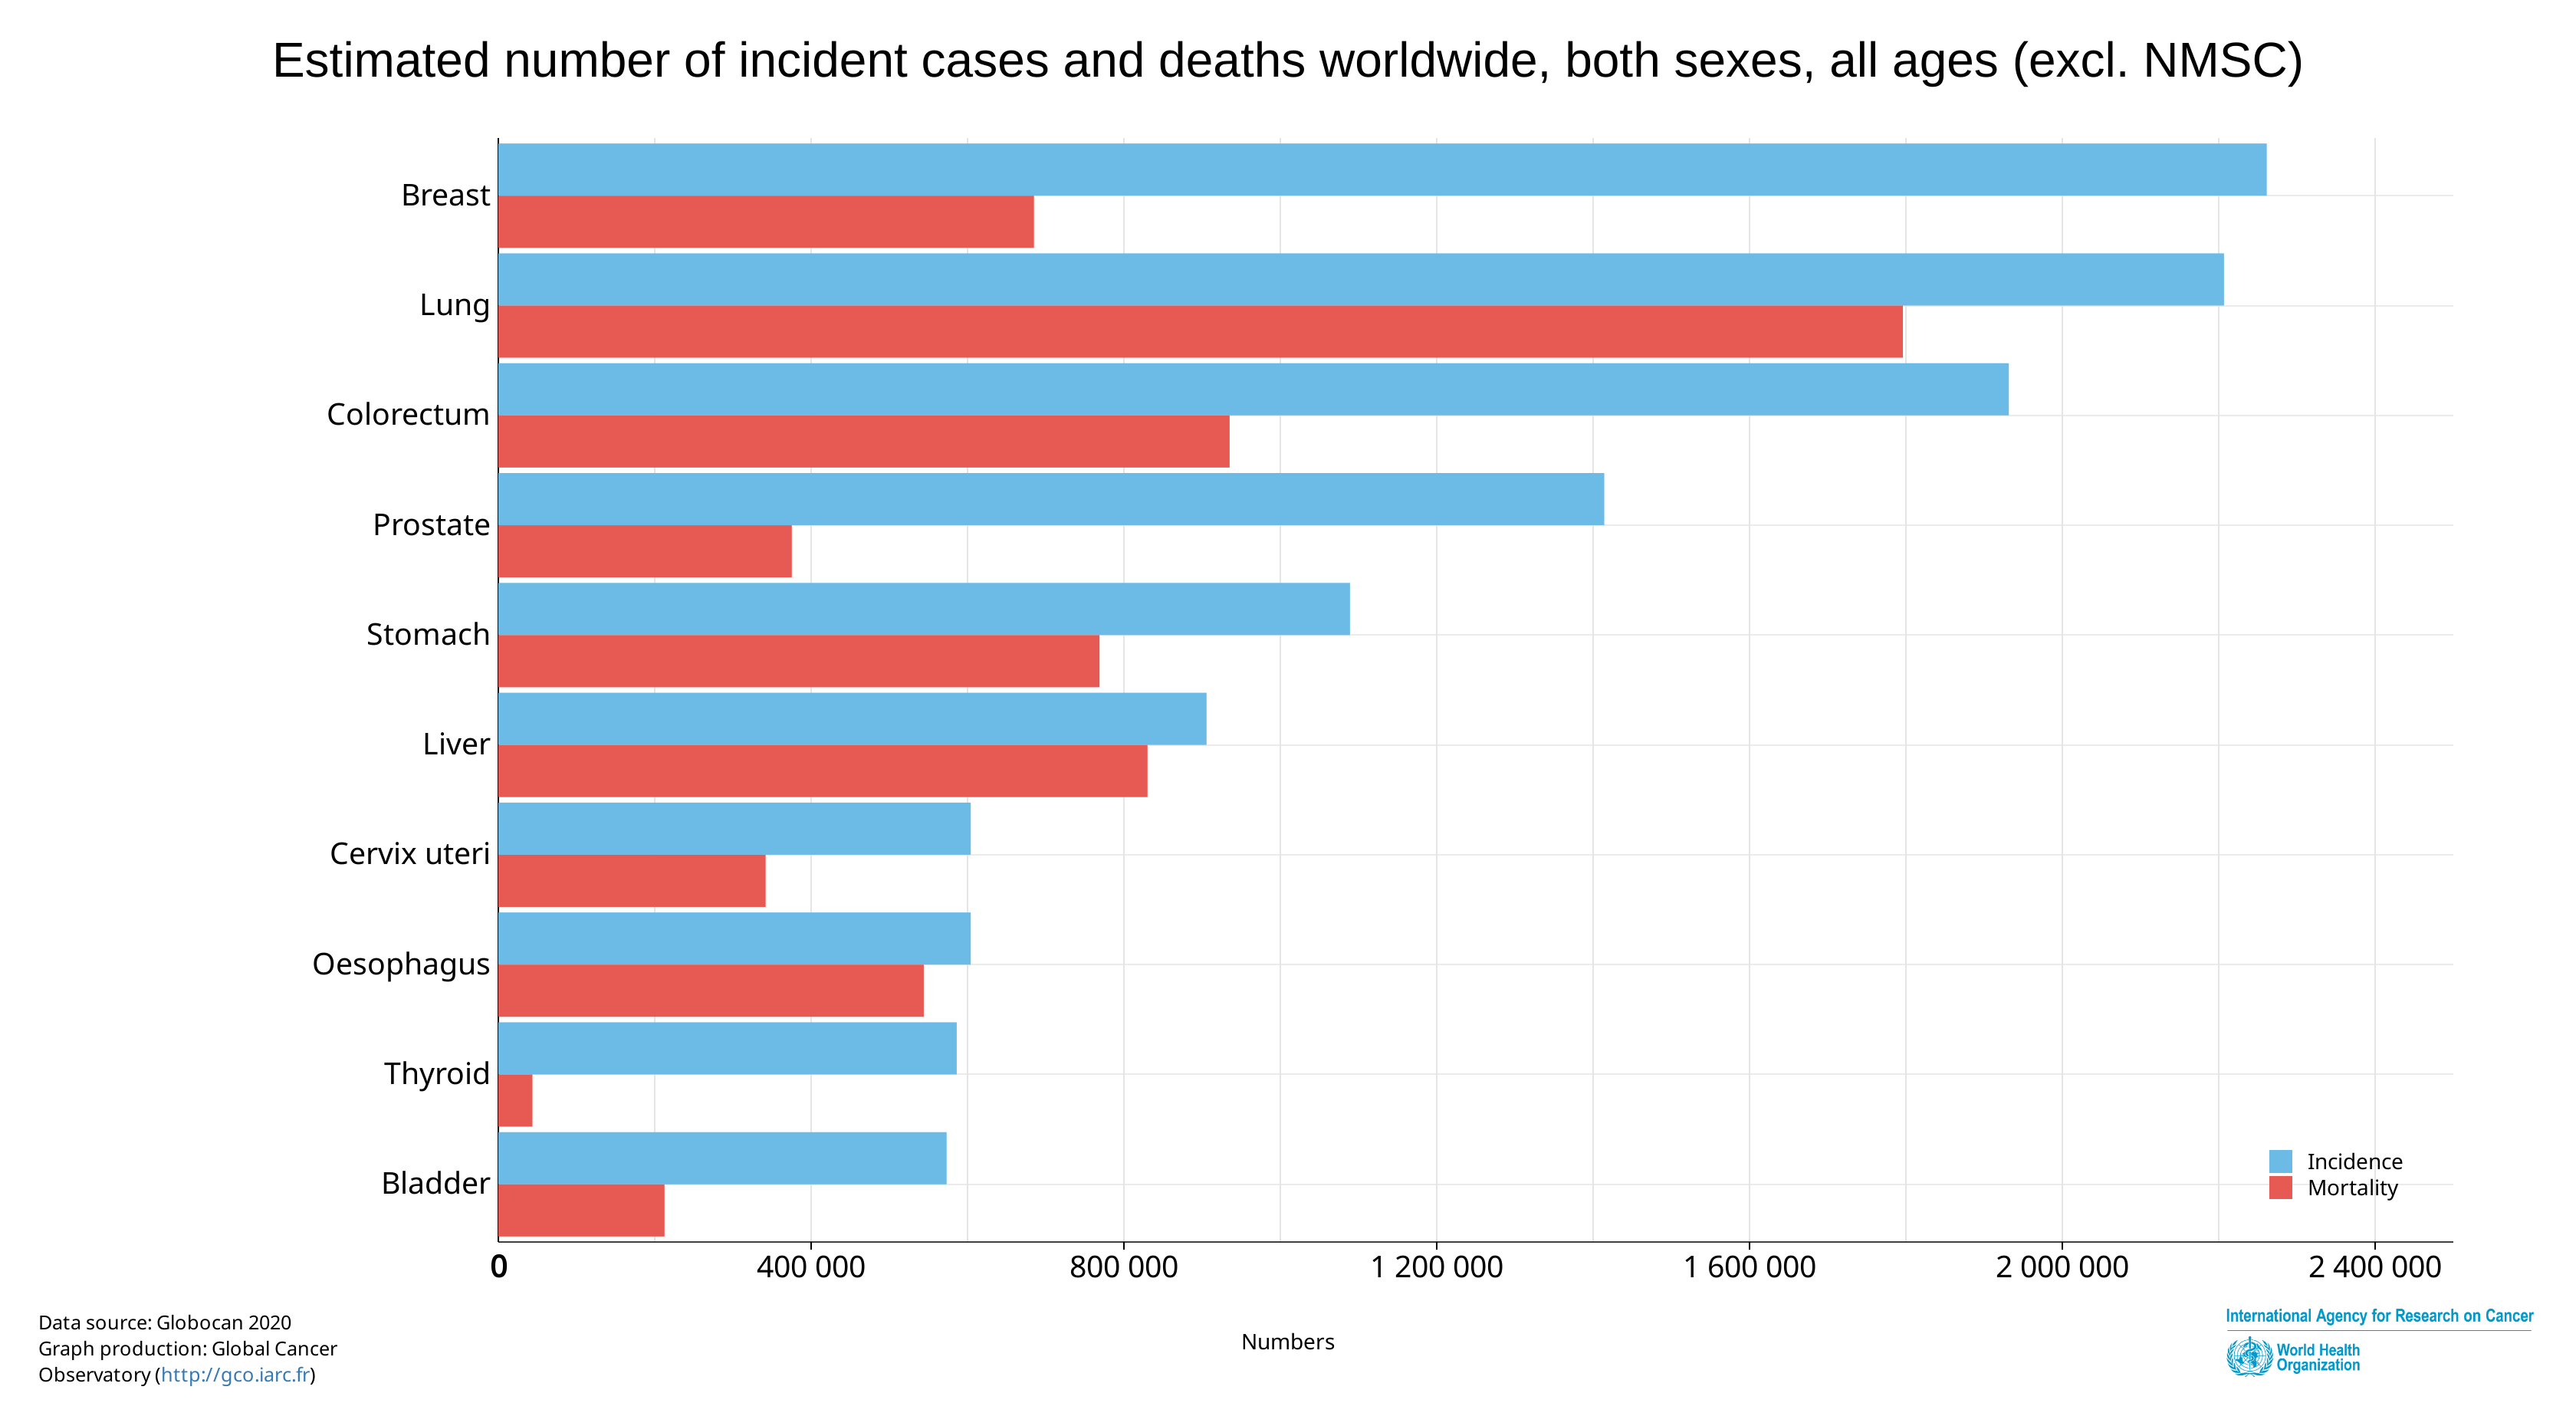 Estimated number of incident cases and deaths worldwide, both sexes, all ages (excl. NMSC)
Breast
Lung
Colorectum
Prostate
Stomach
Liver
Cervix uteri
Oesophagus
Thyroid
Bladder
Incidence
Mortality
0 400 000 800 000 1 200 000 1 600 000 2 000 000 2 400 000
Numbers
Data source: Globocan 2020
Graph production: Global Cancer
Observatory (http://gco.iarc.fr)
International Agency for Research on Cancer
World Health
Organization